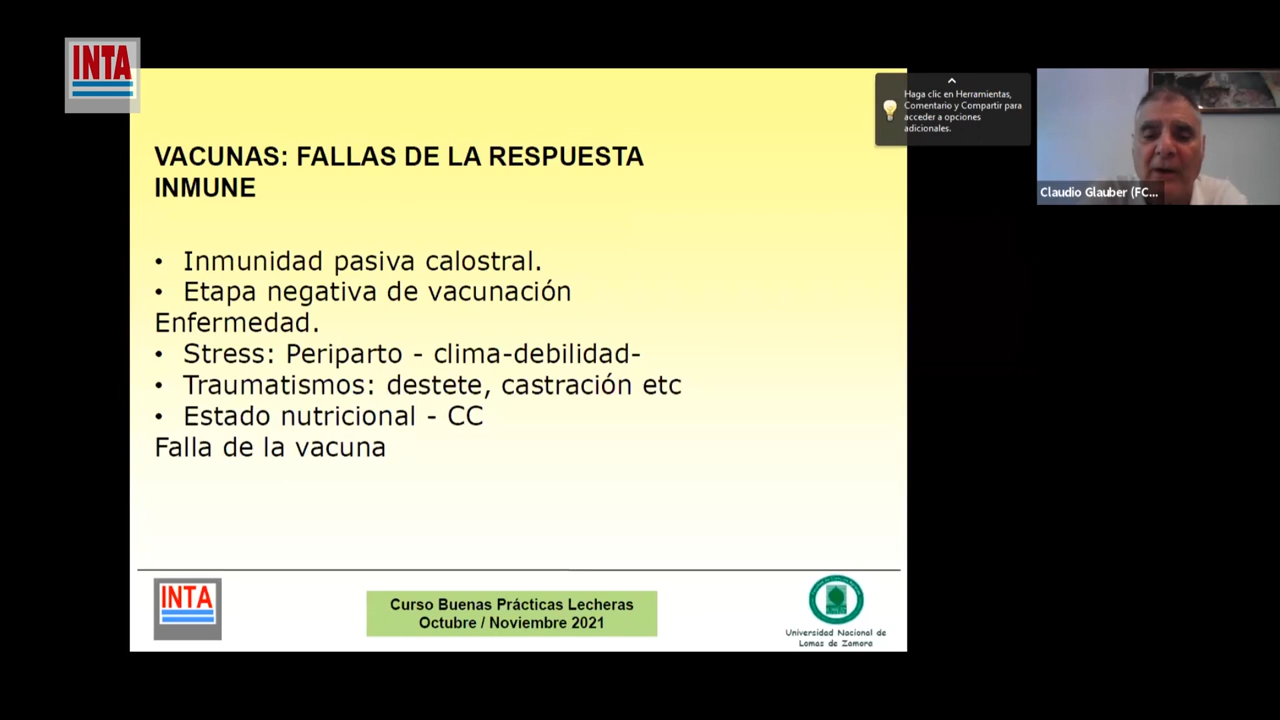 INTA
VACUNAS: FALLAS DE LA RESPUESTA
INMUNE
• Inmunidad pasiva calostral.
• Etapa negativa de vacunación
Enfermedad.
• Stress: Periparto - clima-debilidad-
• Traumatismos: destete, castración etc
• Estado nutricional - CC
Falla de la vacuna
INTA
Curso Buenas Prácticas Lecheras
Octubre / Noviembre 2021
Universidad Nacional de
Lomas de Zamora
Haga clic en Herramientas,
Comentario y Compartir para
acceder a opciones
adicionales.
Claudio Glauber (FC...